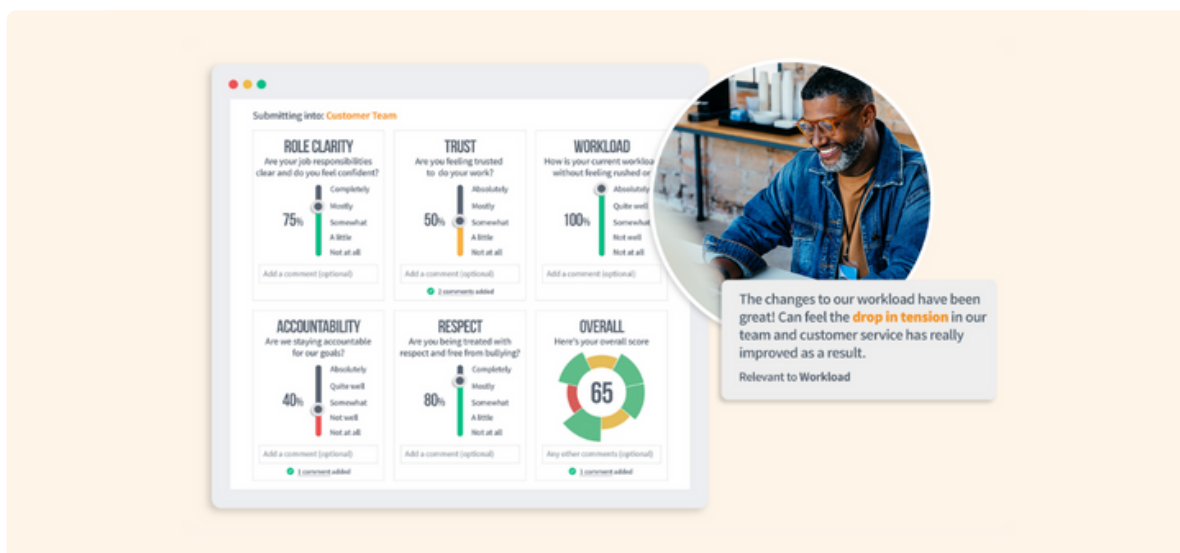 Submitting into: Customer Team
ROLE CLARITY
Are your job responsibilities
clear and do you feel confident?
Completely
Mostly
75%
Somewhat
A little
Not at all
Add a comment (optional)
TRUST
Are you feeling trusted
to do your work?
Absolutely
Mostly
50%
Somewhat
A little
Not at all
Add a comment (optional)
2 comments added
WORKLOAD
How is your current
without feeling rushed
Absolutely
Quite well
100%
Somewhat
Not well
Not at all
Add a comment (optional)
ACCOUNTABILITY
Are we staying accountable
for our goals?
Absolutely
Quite well
40%
Somewhat
Not well
Not at all
Add a comment (optional)
1 comment added
RESPECT
Are you being treated with
respect and free from bullying?
Completely
Mostly
80%
Somewhat
A little
Not at all
Add a comment (optional)
OVERALL
Here's your overall score
65
Any other comments (optional)
1 comment added
The changes to our workload have been
great! Can feel the drop in tension in our
team and customer service has really
improved as a result.
Relevant to Workload